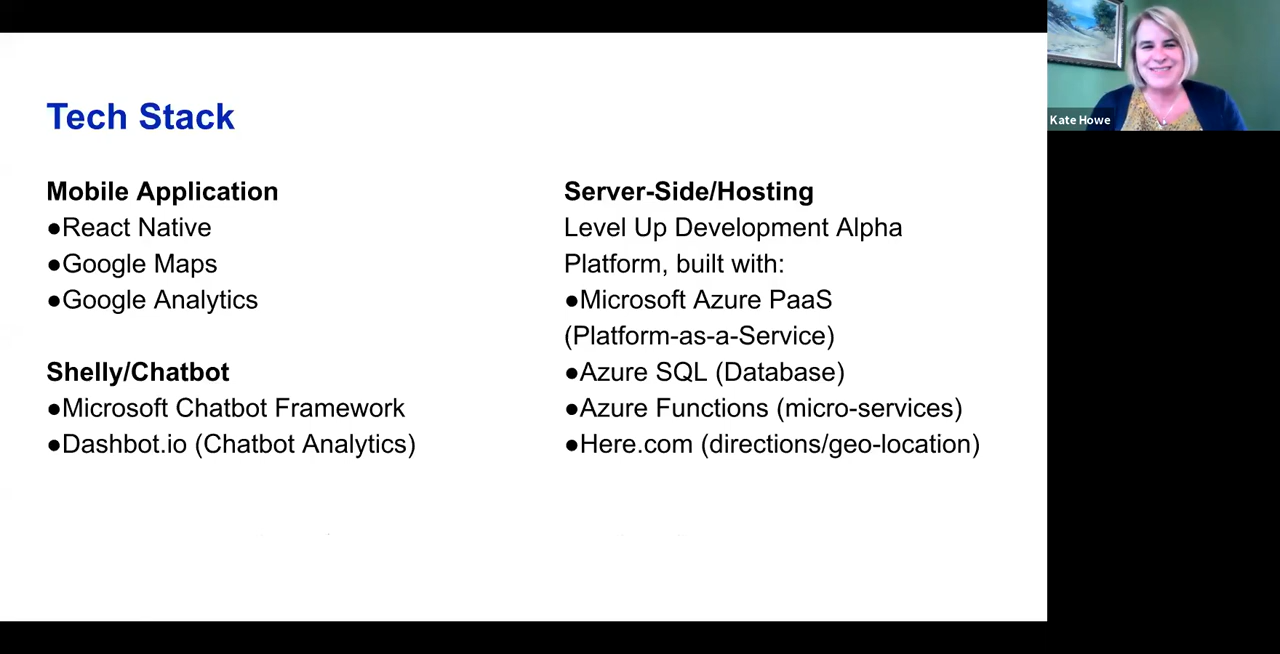 Tech Stack
Mobile Application
●React Native
●Google Maps
●Google Analytics
Shelly/Chatbot
●Microsoft Chatbot Framework
●Dashbot.io (Chatbot Analytics)
Server-Side/Hosting
Level Up Development Alpha
Platform, built with:
●Microsoft Azure PaaS
(Platform-as-a-Service)
●Azure SQL (Database)
●Azure Functions (micro-services)
●Here.com (directions/geo-location)
Kate Howe